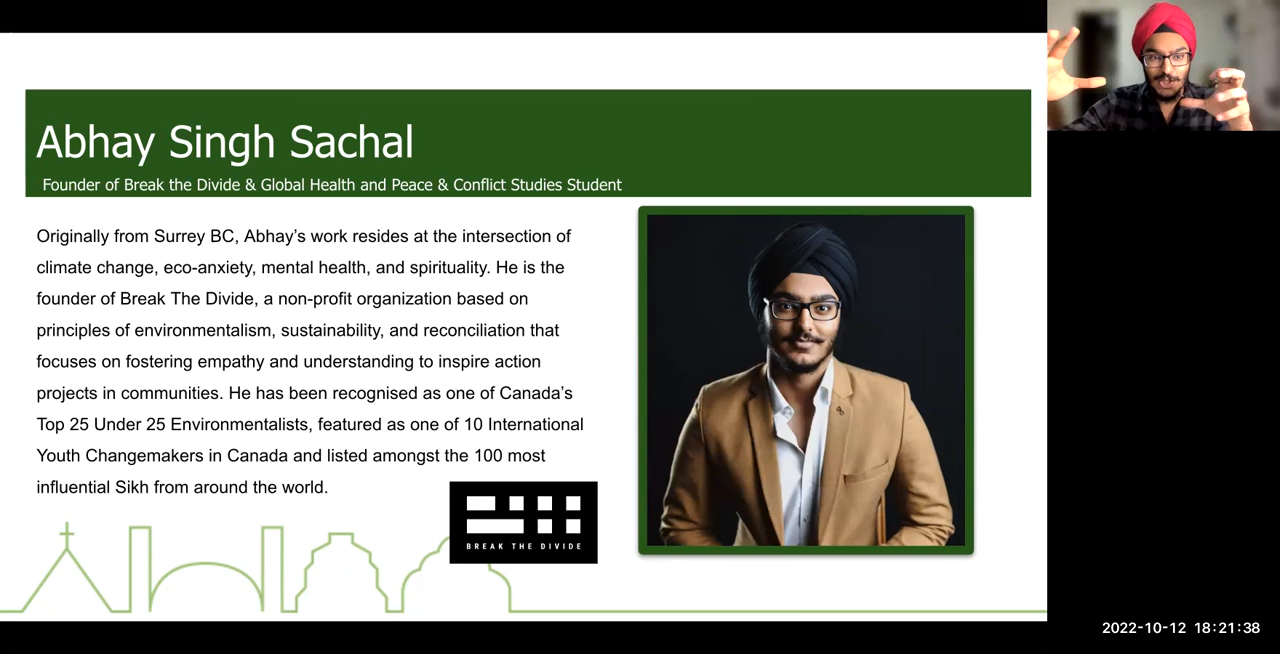 Abhay Singh Sachal
Founder of Break the Divide & Global Health and Peace & Conflict Studies Student
Originally from Surrey BC, Abhay’s work resides at the intersection of
climate change, eco-anxiety, mental health, and spirituality. He is the
founder of Break The Divide, a non-profit organization based on
principles of environmentalism, sustainability, and reconciliation that
focuses on fostering empathy and understanding to inspire action
projects in communities. He has been recognised as one of Canada’s
Top 25 Under 25 Environmentalists, featured as one of 10 International
Youth Changemakers in Canada and listed amongst the 100 most
influential Sikh from around the world.
BREAK THE DIVIDE
2022-10-12 18:21:38